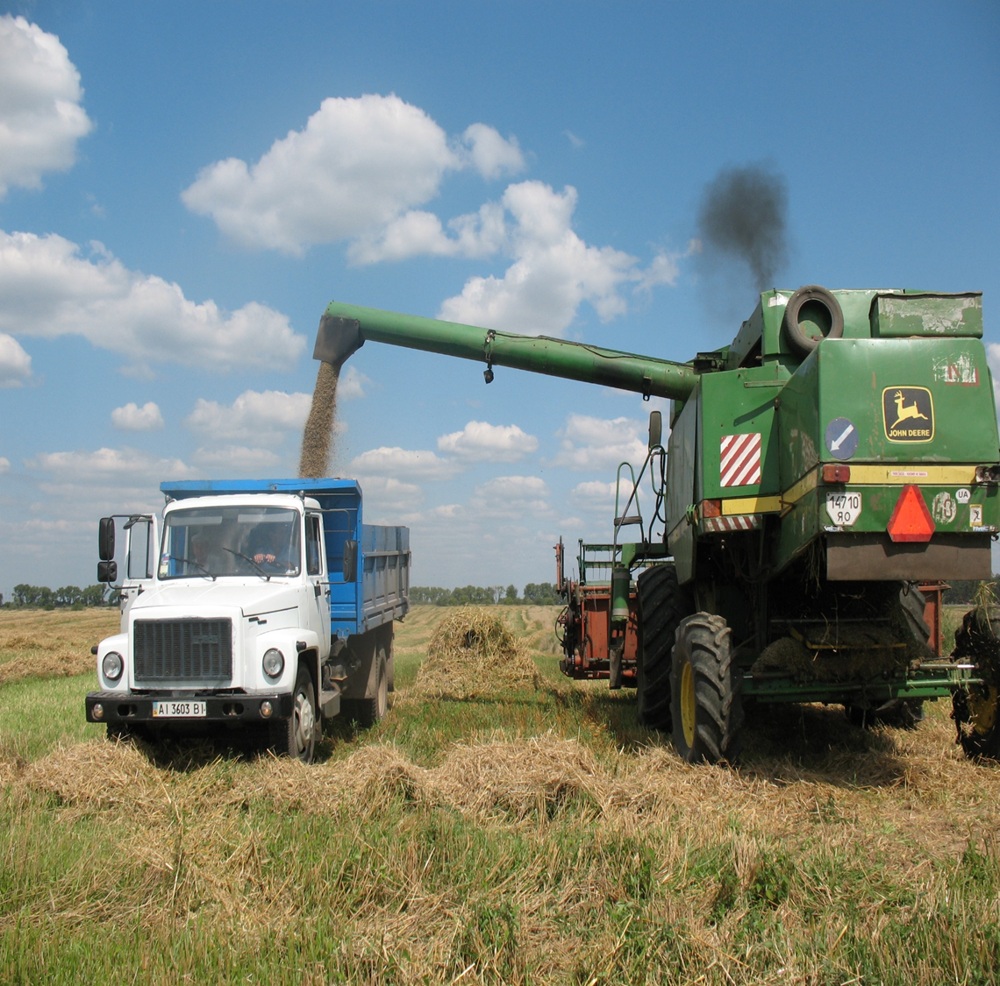 JOHN DEERE
14710
ЯО
UA
AI 3603 BI